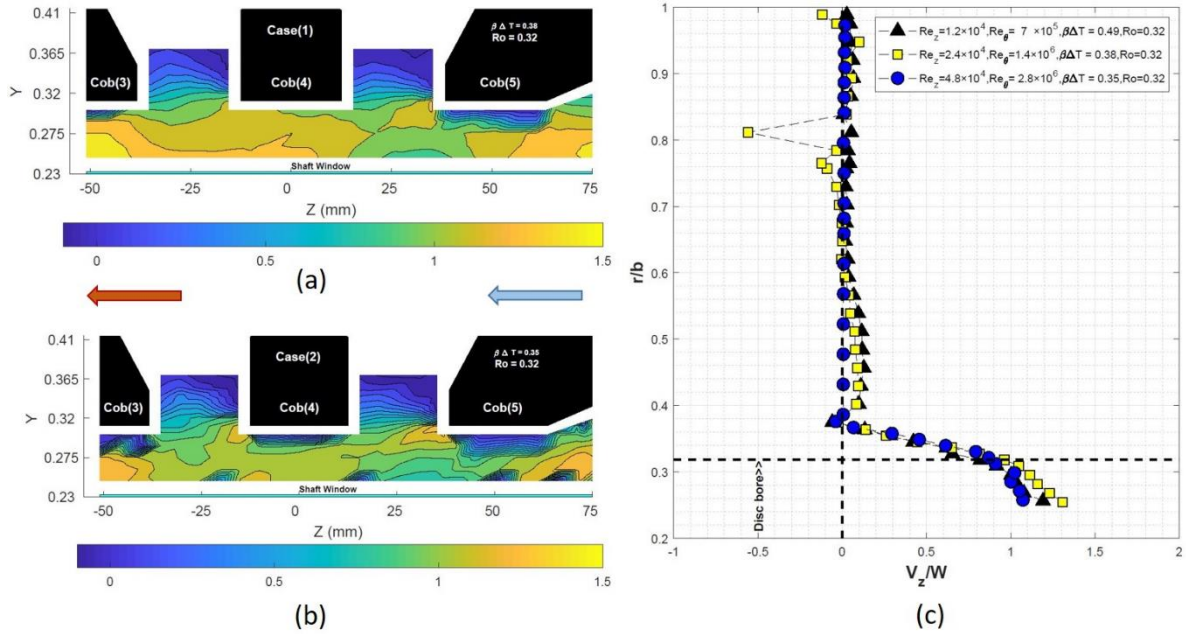 Y
0.41
0.365
0.32
0.275
0.23
Case(1)
β Δ T = 0.38
Ro = 0.32
Cob(3)
Cob(4)
Cob(5)
Shaft Window
-50 -25 0 25 50 75
Z (mm)
0 0.5 1 1.5
(a)
Y
0.41
0.365
0.32
0.275
0.23
Case(2)
β Δ T = 0.35
Ro = 0.32
Cob(3)
Cob(4)
Cob(5)
Shaft Window
-50 -25 0 25 50 75
Z (mm)
0 0.5 1 1.5
(b)
r/b
1
0.9
0.8
0.7
0.6
0.5
0.4
0.3
0.2
Re_z=1.2×10^4,Re_θ= 7 ×10^5,βΔT = 0.49,Ro=0.32
Re_z=2.4×10^4,Re_θ=1.4×10^6,βΔT = 0.38,Ro=0.32
Re_z=4.8×10^4,Re_θ= 2.8×10^6,βΔT = 0.35,Ro=0.32
Disc bore>>
-1 -0.5 0 0.5 1 1.5 2
V_z/W
(c)